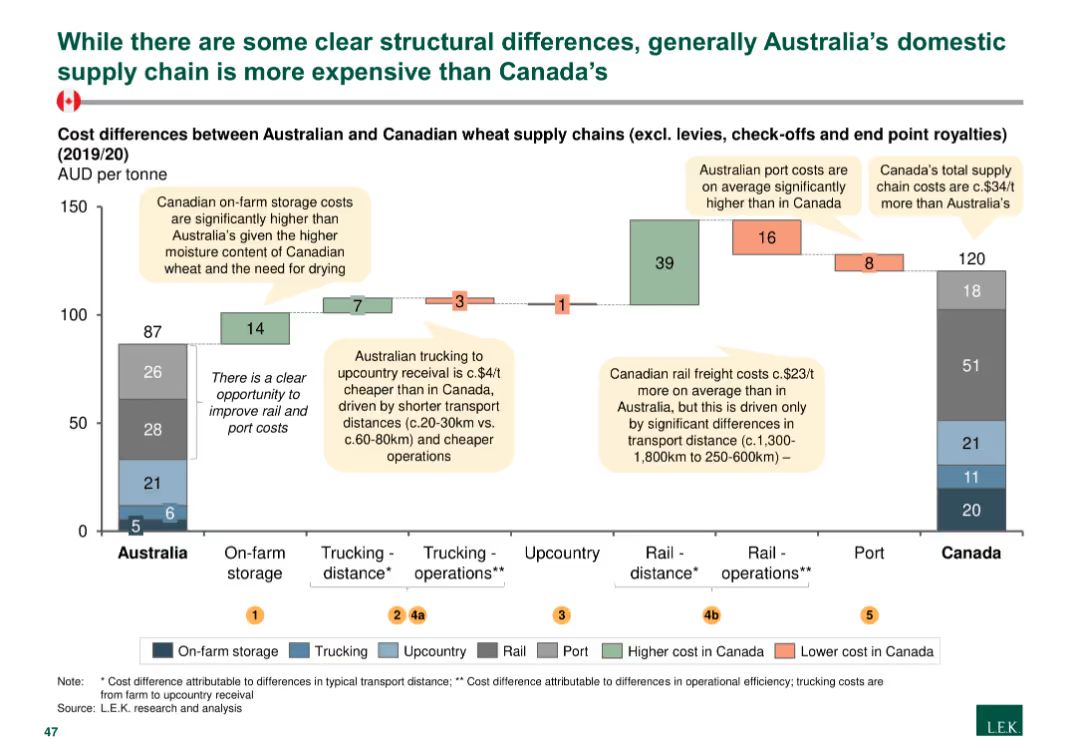 While there are some clear structural differences, generally Australia's domestic
supply chain is more expensive than Canada's
Cost differences between Australian and Canadian wheat supply chains (excl. levies, check-offs and end point royalties)
(2019/20)
AUD per tonne
Canadian on-farm storage costs
are significantly higher than
Australia's given the higher
moisture content of Canadian
wheat and the need for drying
Australian port costs are
on average significantly
higher than in Canada
Canada's total supply
chain costs are c.$34/t
more than Australia's
150
100
50
0
87
26
28
21
6
5
There is a clear
opportunity to
improve rail and
port costs
14
7
3
1
39
16
8
120
18
51
21
11
20
Australian trucking to
upcountry receival is c.$4/t
cheaper than in Canada,
driven by shorter transport
distances (c.20-30km vs.
c.60-80km) and cheaper
operations
Canadian rail freight costs c.$23/t
more on average than in
Australia, but this is driven only
by significant differences in
transport distance (c.1,300-
1,800km to 250-600km) –
Australia
On-farm
storage
Trucking -
distance*
Trucking -
operations**
Upcountry
Rail -
distance*
Rail -
operations**
Port
Canada
1
2
4a
3
4b
5
On-farm storage
Trucking
Upcountry
Rail
Port
Higher cost in Canada
Lower cost in Canada
Note: * Cost difference attributable to differences in typical transport distance; ** Cost difference attributable to differences in operational efficiency; trucking costs are
from farm to upcountry receival
Source: L.E.K. research and analysis
47
L.E.K.